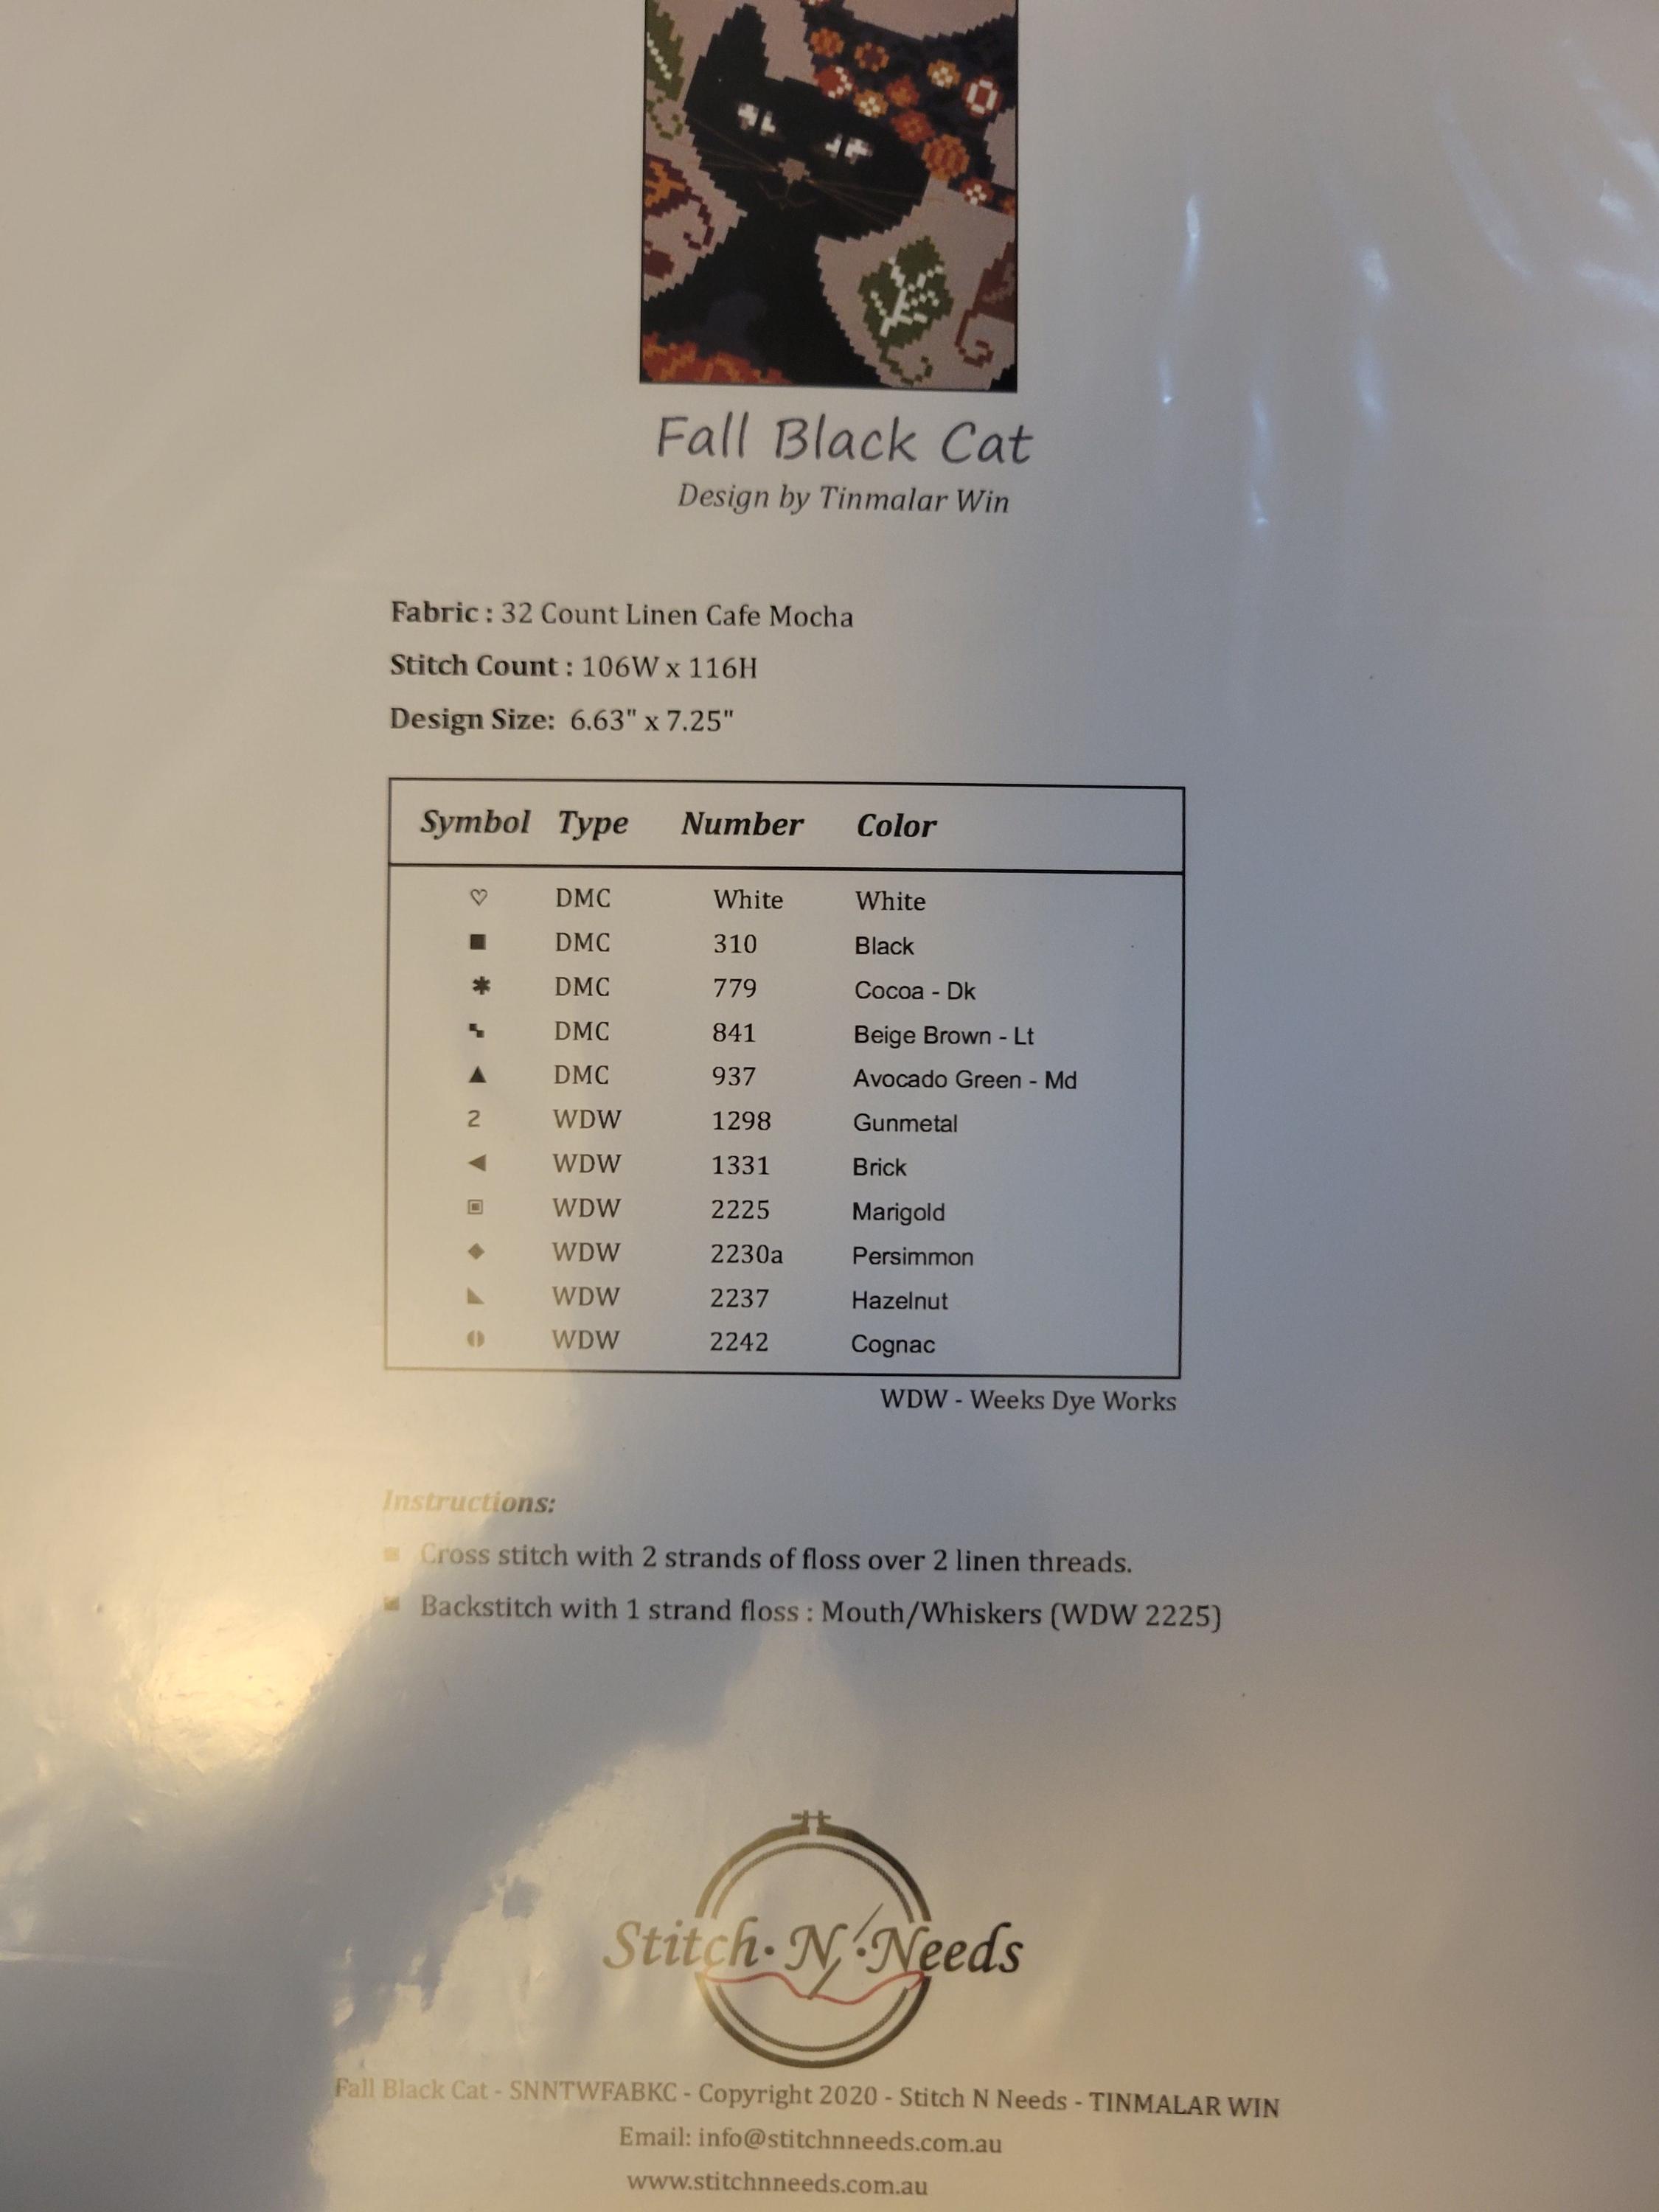 Fall Black Cat
Design by Tinmalar Win
Fabric : 32 Count Linen Cafe Mocha
Stitch Count : 106W x 116H
Design Size: 6.63" x 7.25"
Symbol Type Number Color
♡ DMC White White
■ DMC 310 Black
✱ DMC 779 Cocoa - Dk
▚ DMC 841 Beige Brown - Lt
▲ DMC 937 Avocado Green - Md
2 WDW 1298 Gunmetal
◀ WDW 1331 Brick
▣ WDW 2225 Marigold
◆ WDW 2230a Persimmon
◣ WDW 2237 Hazelnut
◖◗ WDW 2242 Cognac
WDW - Weeks Dye Works
Instructions:
▪ Cross stitch with 2 strands of floss over 2 linen threads.
▪ Backstitch with 1 strand floss : Mouth/Whiskers (WDW 2225)
Stitch·N·Needs
Fall Black Cat - SNNTWFABKC - Copyright 2020 - Stitch N Needs - TINMALAR WIN
Email: info@stitchnneeds.com.au
www.stitchnneeds.com.au